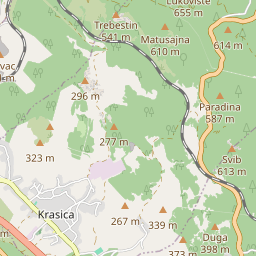 Lukovište
655 m
Trebestin
541 m
Matusajna
610 m
614 m
vac
296 m
Paradina
587 m
277 m
323 m
Svib
613 m
Krasica
267 m
339 m
Duga
398 m
373 m